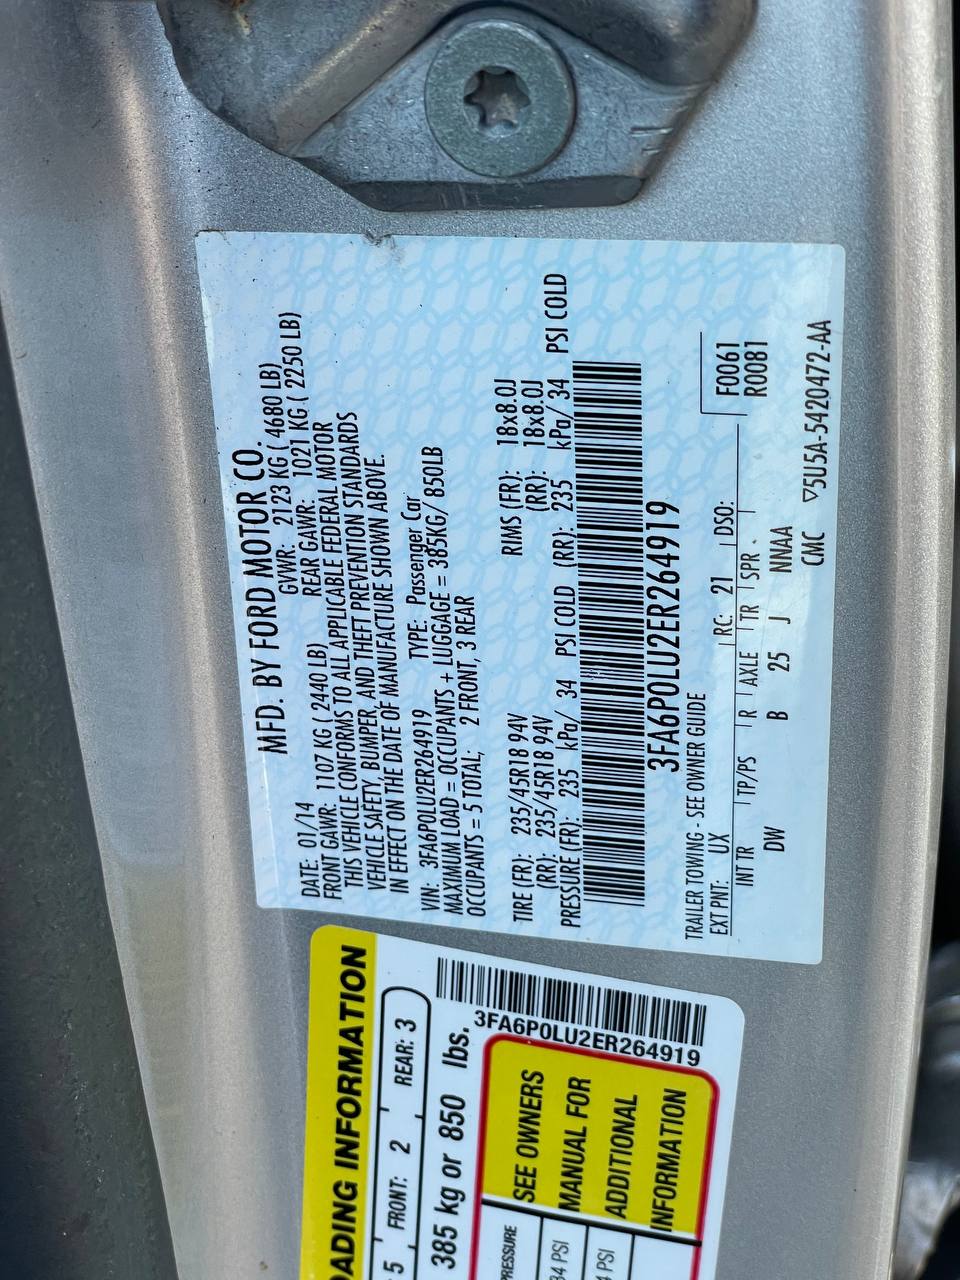 MFD. BY FORD MOTOR CO.
DATE: 01/14 GVWR: 2123 KG ( 4680 LB)
FRONT GAWR: 1107 KG ( 2440 LB) REAR GAWR: 1021 KG ( 2250 LB)
THIS VEHICLE CONFORMS TO ALL APPLICABLE FEDERAL MOTOR
VEHICLE SAFETY, BUMPER, AND THEFT PREVENTION STANDARDS
IN EFFECT ON THE DATE OF MANUFACTURE SHOWN ABOVE.
VIN: 3FA6P0LU2ER264919 TYPE: Passenger Car
MAXIMUM LOAD = OCCUPANTS + LUGGAGE = 385KG/ 850LB
OCCUPANTS = 5 TOTAL; 2 FRONT, 3 REAR
TIRE (FR): 235/45R18 94V RIMS (FR): 18x8.0J
(RR): 235/45R18 94V (RR): 18x8.0J
PRESSURE (FR): 235 kPa/ 34 PSI COLD (RR): 235 kPa/ 34 PSI COLD
3FA6P0LU2ER264919
TRAILER TOWING - SEE OWNER GUIDE
F0061
R0081
EXT PNT: UX RC: 21 DSO:
INT TR TP/PS R AXLE TR SPR
DW B 25 J NNAA
CMC ▽5U5A-5420472-AA
ADING INFORMATION
5 FRONT: 2 REAR: 3
385 kg or 850 lbs.
3FA6P0LU2ER264919
SEE OWNERS
MANUAL FOR
ADDITIONAL
INFORMATION
PRESSURE
34 PSI
4 PSI